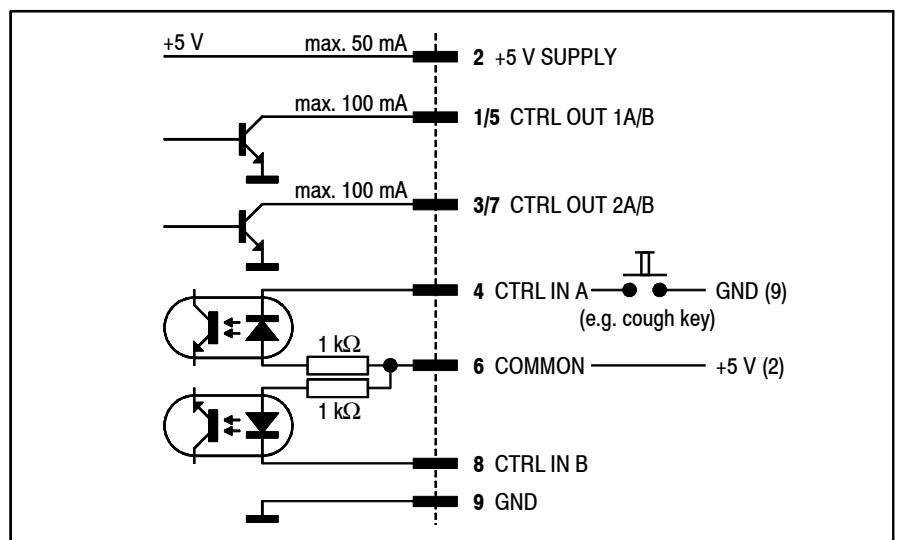 +5 V max. 50 mA 2 +5 V SUPPLY
max. 100 mA 1/5 CTRL OUT 1A/B
max. 100 mA 3/7 CTRL OUT 2A/B
4 CTRL IN A GND (9)
(e.g. cough key)
1 kΩ
6 COMMON +5 V (2)
1 kΩ
8 CTRL IN B
9 GND